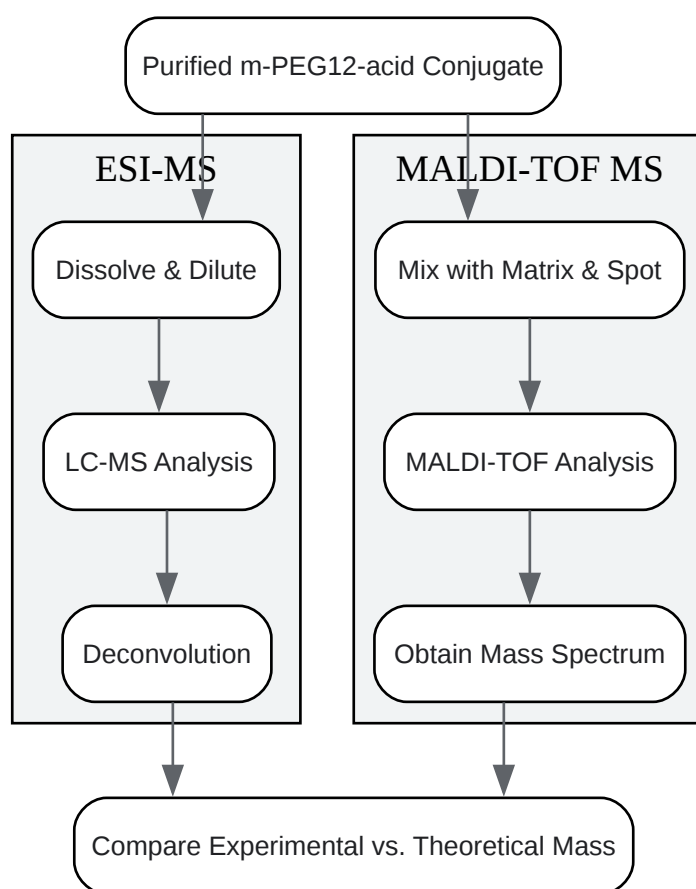 Purified m-PEG12-acid Conjugate
ESI-MS
MALDI-TOF MS
Dissolve & Dilute
Mix with Matrix & Spot
LC-MS Analysis
MALDI-TOF Analysis
Deconvolution
Obtain Mass Spectrum
Compare Experimental vs. Theoretical Mass